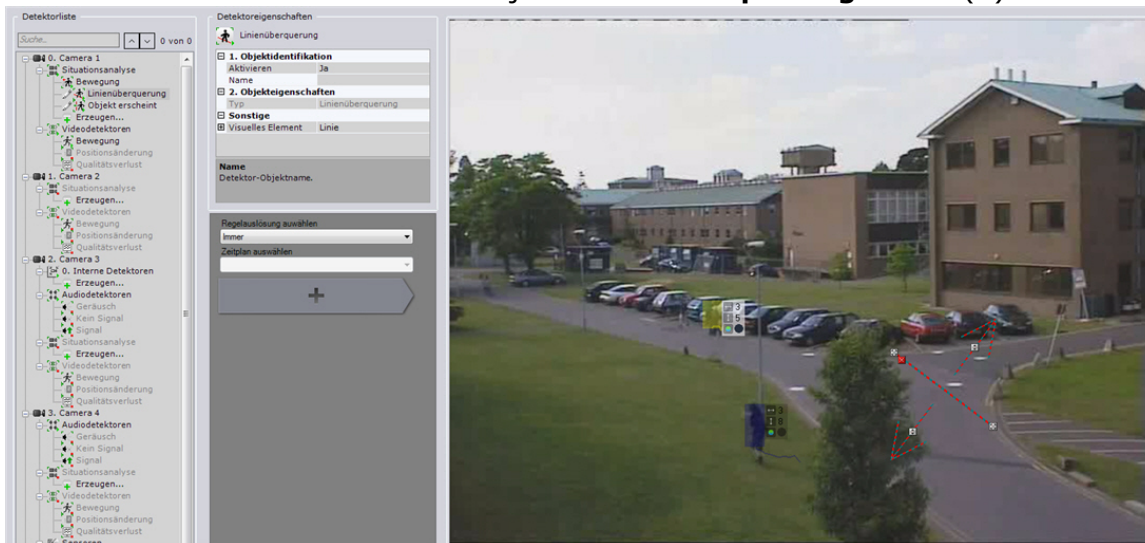 Detektorliste
Suche...
0 von 0
0. Camera 1
Situationsanalyse
Bewegung
Linienüberquerung
Objekt erscheint
Erzeugen...
Videodetektoren
Bewegung
Positionsänderung
Qualitätsverlust
1. Camera 2
Situationsanalyse
Erzeugen...
Videodetektoren
Bewegung
Positionsänderung
Qualitätsverlust
2. Camera 3
0. Interne Detektoren
Erzeugen...
Audiodetektoren
Geräusch
Kein Signal
Signal
Situationsanalyse
Erzeugen...
Videodetektoren
Bewegung
Positionsänderung
Qualitätsverlust
3. Camera 4
Audiodetektoren
Geräusch
Kein Signal
Signal
Situationsanalyse
Erzeugen...
Videodetektoren
Bewegung
Positionsänderung
Qualitätsverlust
Detektoreigenschaften
Linienüberquerung
1. Objektidentifikation
Aktivieren Ja
Name
2. Objekteigenschaften
Typ Linienüberquerung
Sonstige
Visuelles Element Linie
Name
Detektor-Objektname.
Regelauslösung auwählen
Immer
Zeitplan auswählen
3
5
3
8